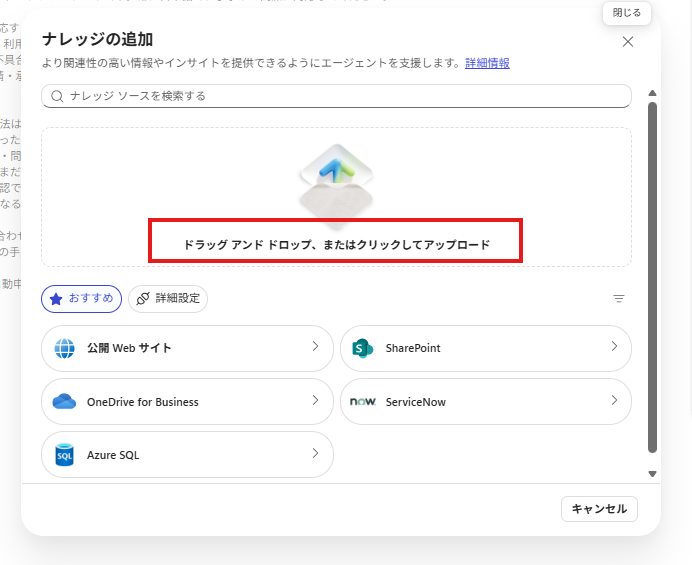 閉じる
ナレッジの追加
より関連性の高い情報やインサイトを提供できるようにエージェントを支援します。詳細情報
ナレッジ ソースを検索する
ドラッグ アンド ドロップ、またはクリックしてアップロード
おすすめ
詳細設定
公開 Web サイト
SharePoint
OneDrive for Business
now.
ServiceNow
SQL
Azure SQL
キャンセル